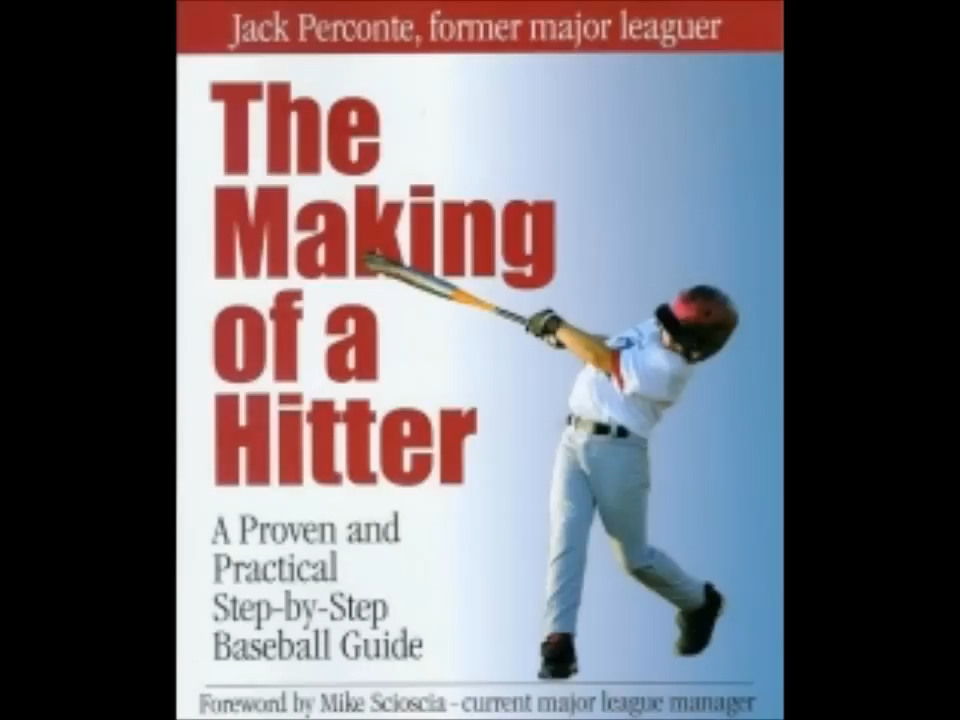 Jack Perconte, former major leaguer
The
Making
of a
Hitter
A Proven and
Practical
Step-by-Step
Baseball Guide
Foreword by Mike Scioscia - current major league manager